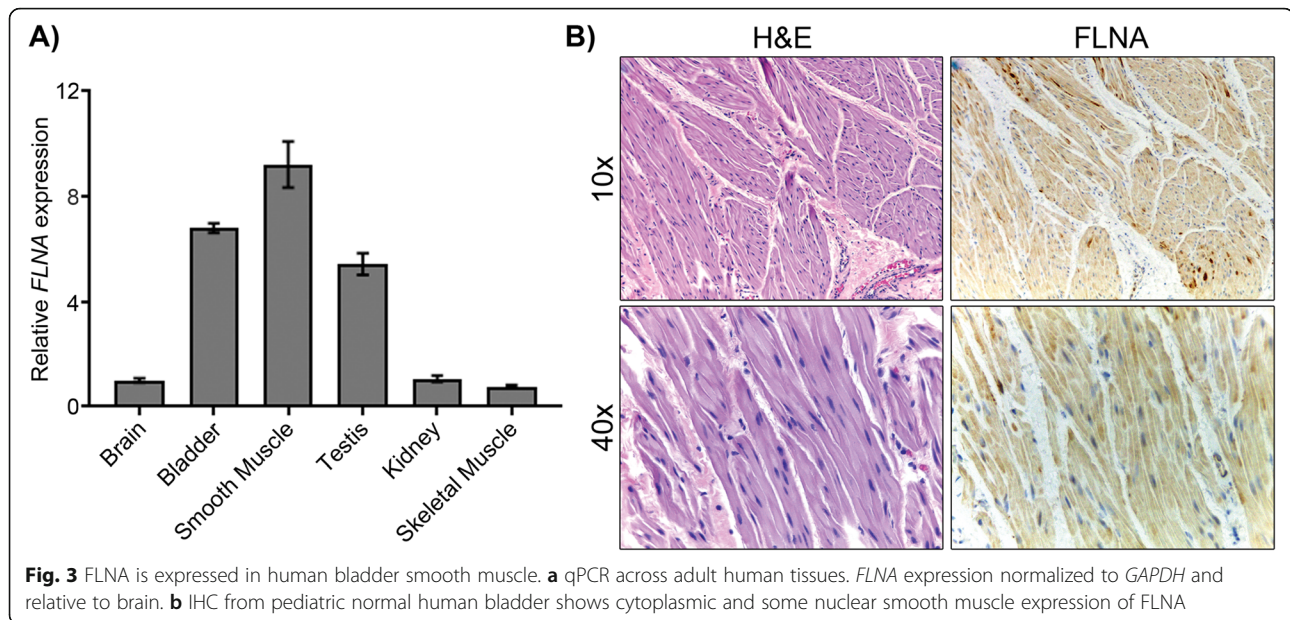 A)
12
8
4
0
Relative FLNA expression
Brain
Bladder
Smooth Muscle
Testis
Kidney
Skeletal Muscle
B)
H&E
FLNA
10x
40x
Fig. 3 FLNA is expressed in human bladder smooth muscle. a qPCR across adult human tissues. FLNA expression normalized to GAPDH and
relative to brain. b IHC from pediatric normal human bladder shows cytoplasmic and some nuclear smooth muscle expression of FLNA